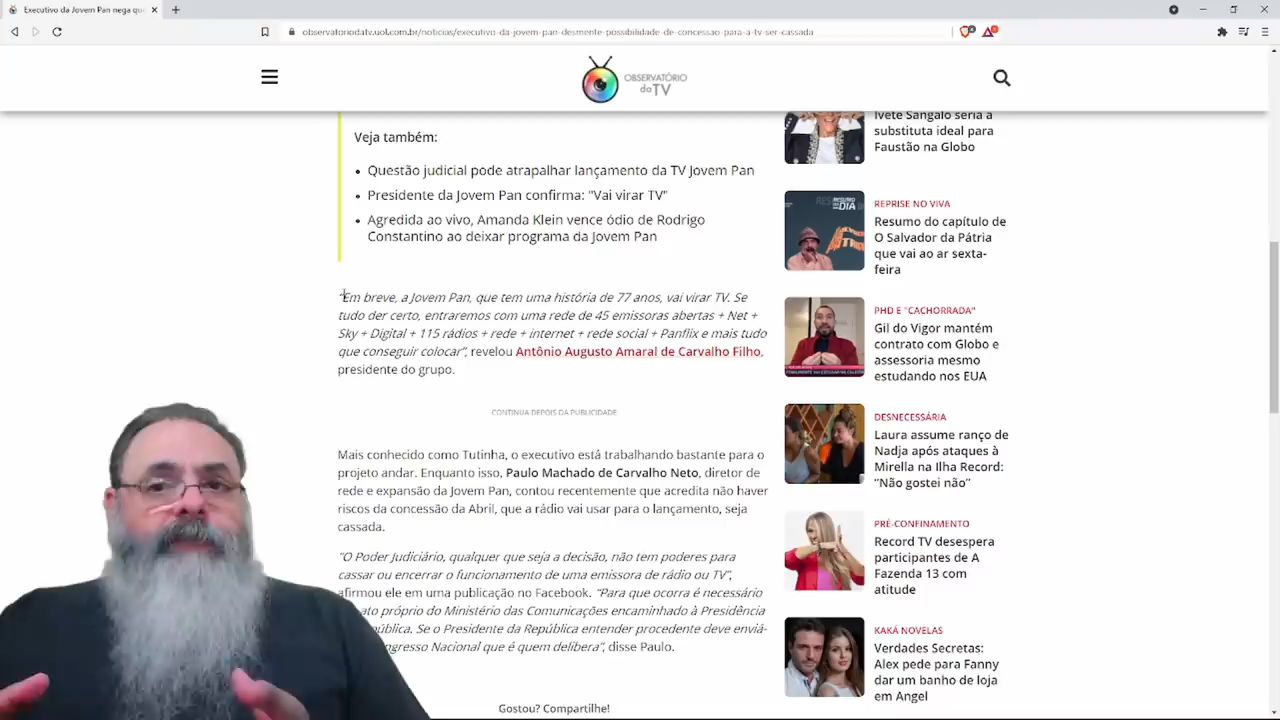 Executivo da Jovem Pan nega que
observatoriodatv.uol.com.br/noticias/executivo-da-jovem-pan-desmente-possibilidade-de-concessao-para-a-tv-ser-cassada
OBSERVATÓRIO
daTV
Veja também:
• Questão judicial pode atrapalhar lançamento da TV Jovem Pan
• Presidente da Jovem Pan confirma: "Vai virar TV"
• Agredida ao vivo, Amanda Klein vence ódio de Rodrigo
Constantino ao deixar programa da Jovem Pan
"Em breve, a Jovem Pan, que tem uma história de 77 anos, vai virar TV. Se
tudo der certo, entraremos com uma rede de 45 emissoras abertas + Net +
Sky + Digital + 115 rádios + rede + internet + rede social + Panflix e mais tudo
que conseguir colocar", revelou Antônio Augusto Amaral de Carvalho Filho,
presidente do grupo.
CONTINUA DEPOIS DA PUBLICIDADE
Mais conhecido como Tutinha, o executivo está trabalhando bastante para o
projeto andar. Enquanto isso, Paulo Machado de Carvalho Neto, diretor de
rede e expansão da Jovem Pan, contou recentemente que acredita não haver
riscos da concessão da Abril, que a rádio vai usar para o lançamento, seja
cassada.
"O Poder Judiciário, qualquer que seja a decisão, não tem poderes para
cassar ou encerrar o funcionamento de uma emissora de rádio ou TV",
afirmou ele em uma publicação no Facebook. "Para que ocorra é necessário
ato próprio do Ministério das Comunicações encaminhado à Presidência
pública. Se o Presidente da República entender procedente deve enviá-
ngresso Nacional que é quem delibera", disse Paulo.
Gostou? Compartilhe!
Ivete Sangalo seria a
substituta ideal para
Faustão na Globo
REPRISE NO VIVA
Resumo do capítulo de
O Salvador da Pátria
que vai ao ar sexta-
feira
PHD E "CACHORRADA"
Gil do Vigor mantém
contrato com Globo e
assessoria mesmo
estudando nos EUA
DESNECESSÁRIA
Laura assume ranço de
Nadja após ataques à
Mirella na Ilha Record:
"Não gostei não"
PRÉ-CONFINAMENTO
Record TV desespera
participantes de A
Fazenda 13 com
atitude
KAKÁ NOVELAS
Verdades Secretas:
Alex pede para Fanny
dar um banho de loja
em Angel